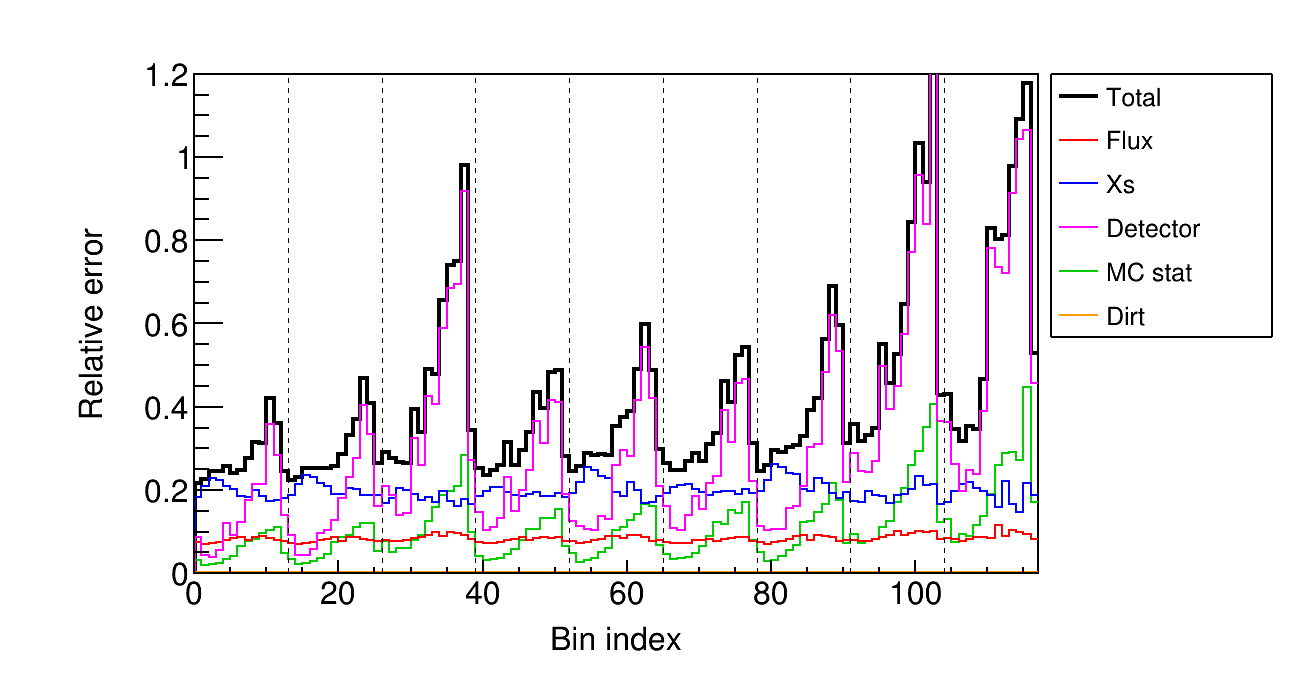 1.2
1
0.8
0.6
0.4
0.2
0
0 20 40 60 80 100
Relative error
Bin index
Total
Flux
Xs
Detector
MC stat
Dirt